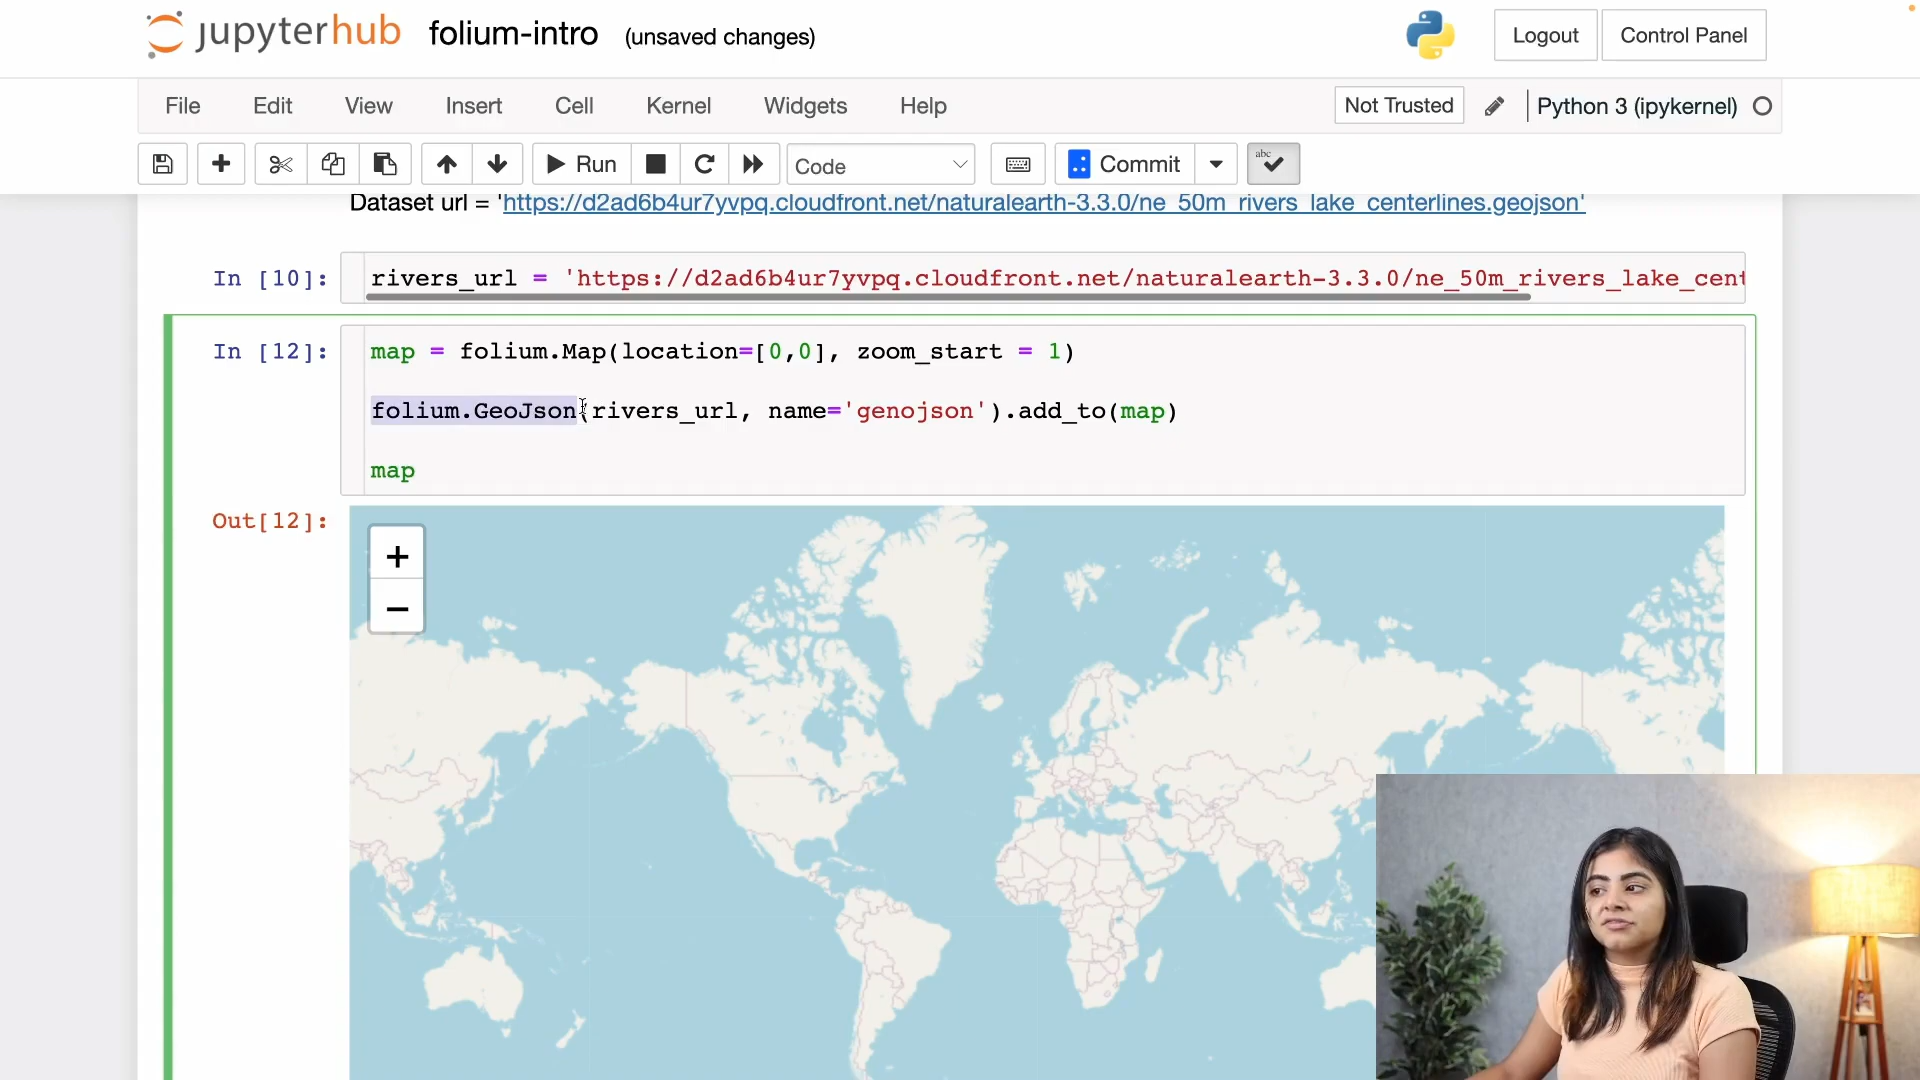 jupyterhub folium-intro (unsaved changes) Logout Control Panel
File Edit View Insert Cell Kernel Widgets Help Not Trusted Python 3 (ipykernel)
Run Code Commit abc
Dataset url = 'https://d2ad6b4ur7yvpq.cloudfront.net/naturalearth-3.3.0/ne_50m_rivers_lake_centerlines.geojson'
In [10]: rivers_url = 'https://d2ad6b4ur7yvpq.cloudfront.net/naturalearth-3.3.0/ne_50m_rivers_lake_cent
In [12]: map = folium.Map(location=[0,0], zoom_start = 1)
folium.GeoJson(rivers_url, name='genojson').add_to(map)
map
Out[12]:
+
−